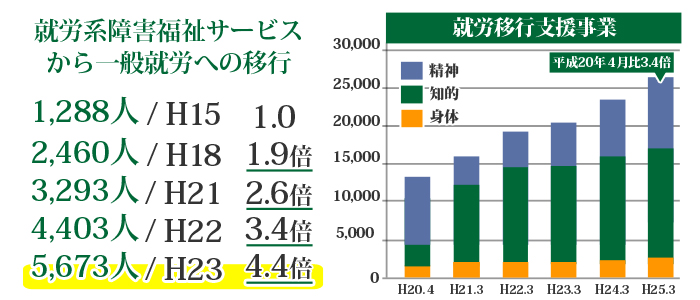 就労系障害福祉サービス
から一般就労への移行
1,288人 / H15 1.0
2,460人 / H18 1.9倍
3,293人 / H21 2.6倍
4,403人 / H22 3.4倍
5,673人 / H23 4.4倍
就労移行支援事業
平成20年4月比3.4倍
精神
知的
身体
30,000
25,000
20,000
15,000
10,000
5,000
0
H20.4 H21.3 H22.3 H23.3 H24.3 H25.3